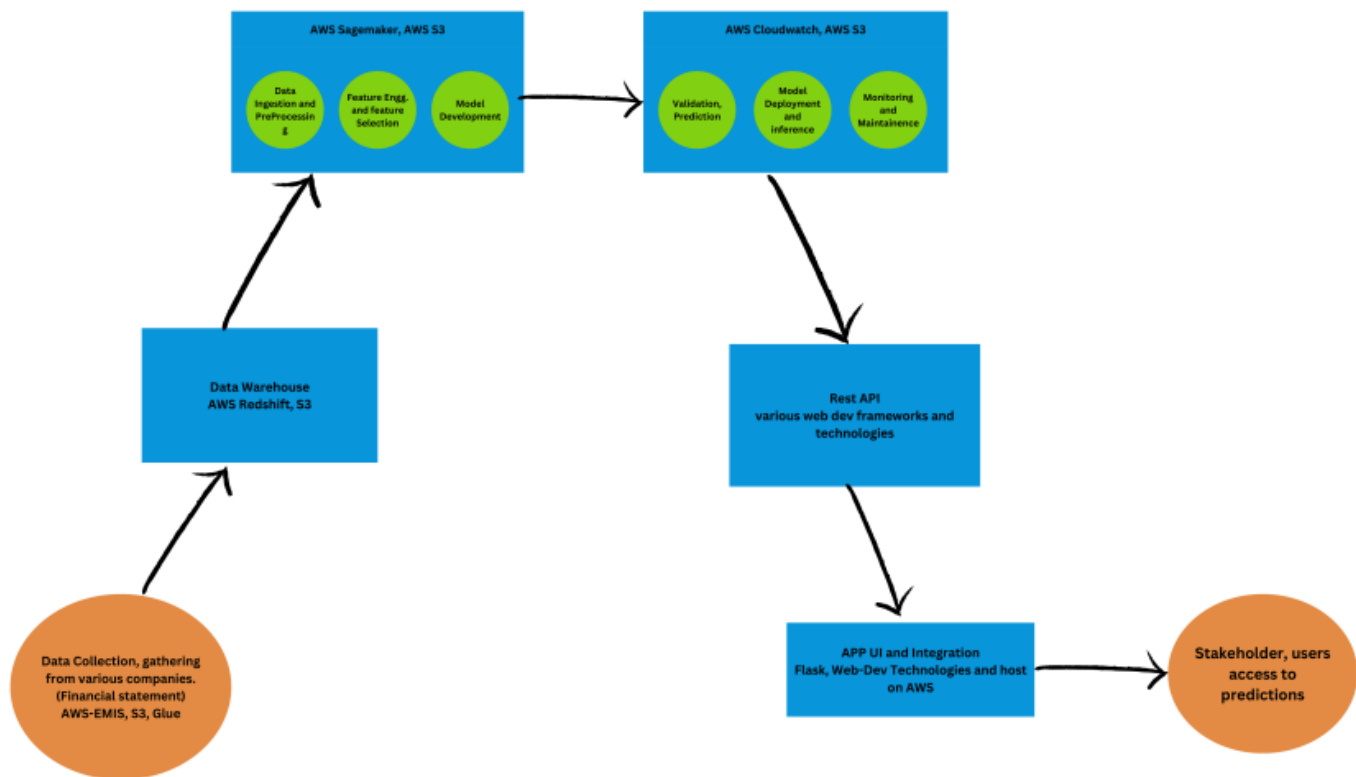 AWS Sagemaker, AWS S3
Data
Ingestion and
PreProcessin
g
Feature Engg.
and feature
Selection
Model
Development
AWS Cloudwatch, AWS S3
Validation,
Prediction
Model
Deployment
and
inference
Monitoring
and
Maintainence
Data Warehouse
AWS Redshift, S3
Rest API
various web dev frameworks and
technologies
Data Collection, gathering
from various companies.
(Financial statement)
AWS-EMIS, S3, Glue
APP UI and Integration
Flask, Web-Dev Technologies and host
on AWS
Stakeholder, users
access to
predictions